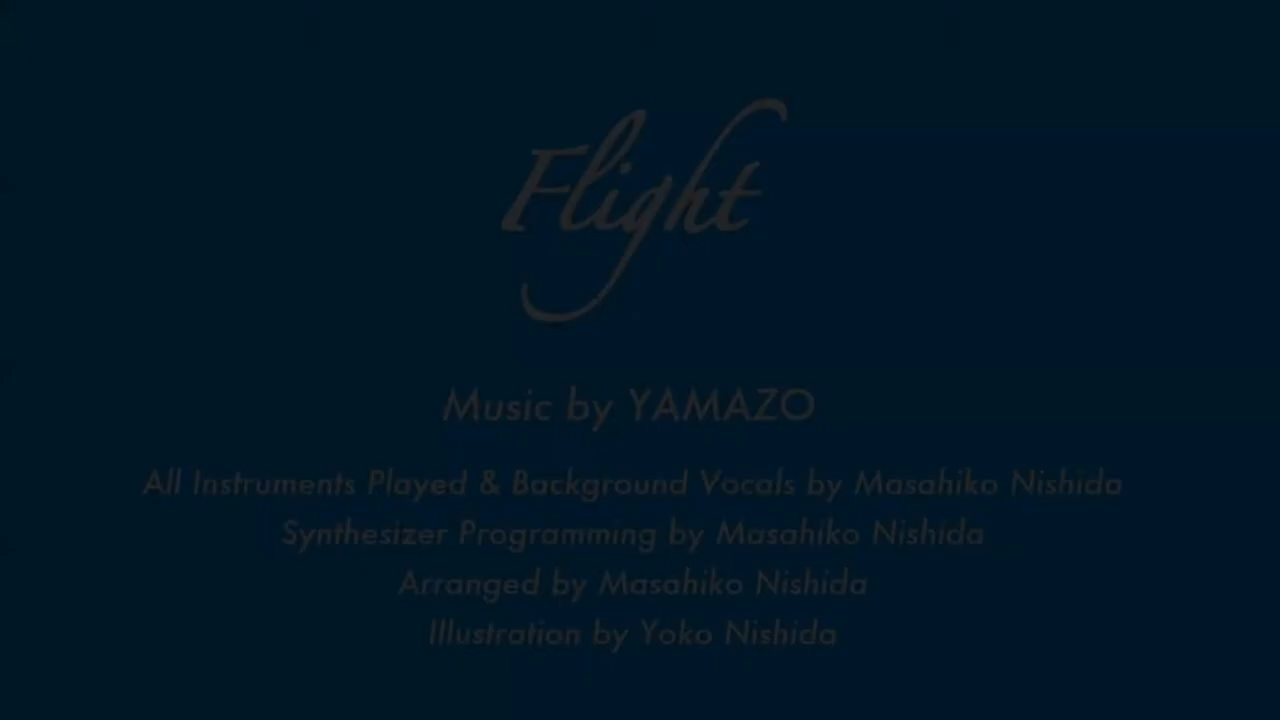 Flight
Music by YAMAZO
All Instruments Played & Background Vocals by Masahiko Nishida
Synthesizer Programming by Masahiko Nishida
Arranged by Masahiko Nishida
Illustration by Yoko Nishida